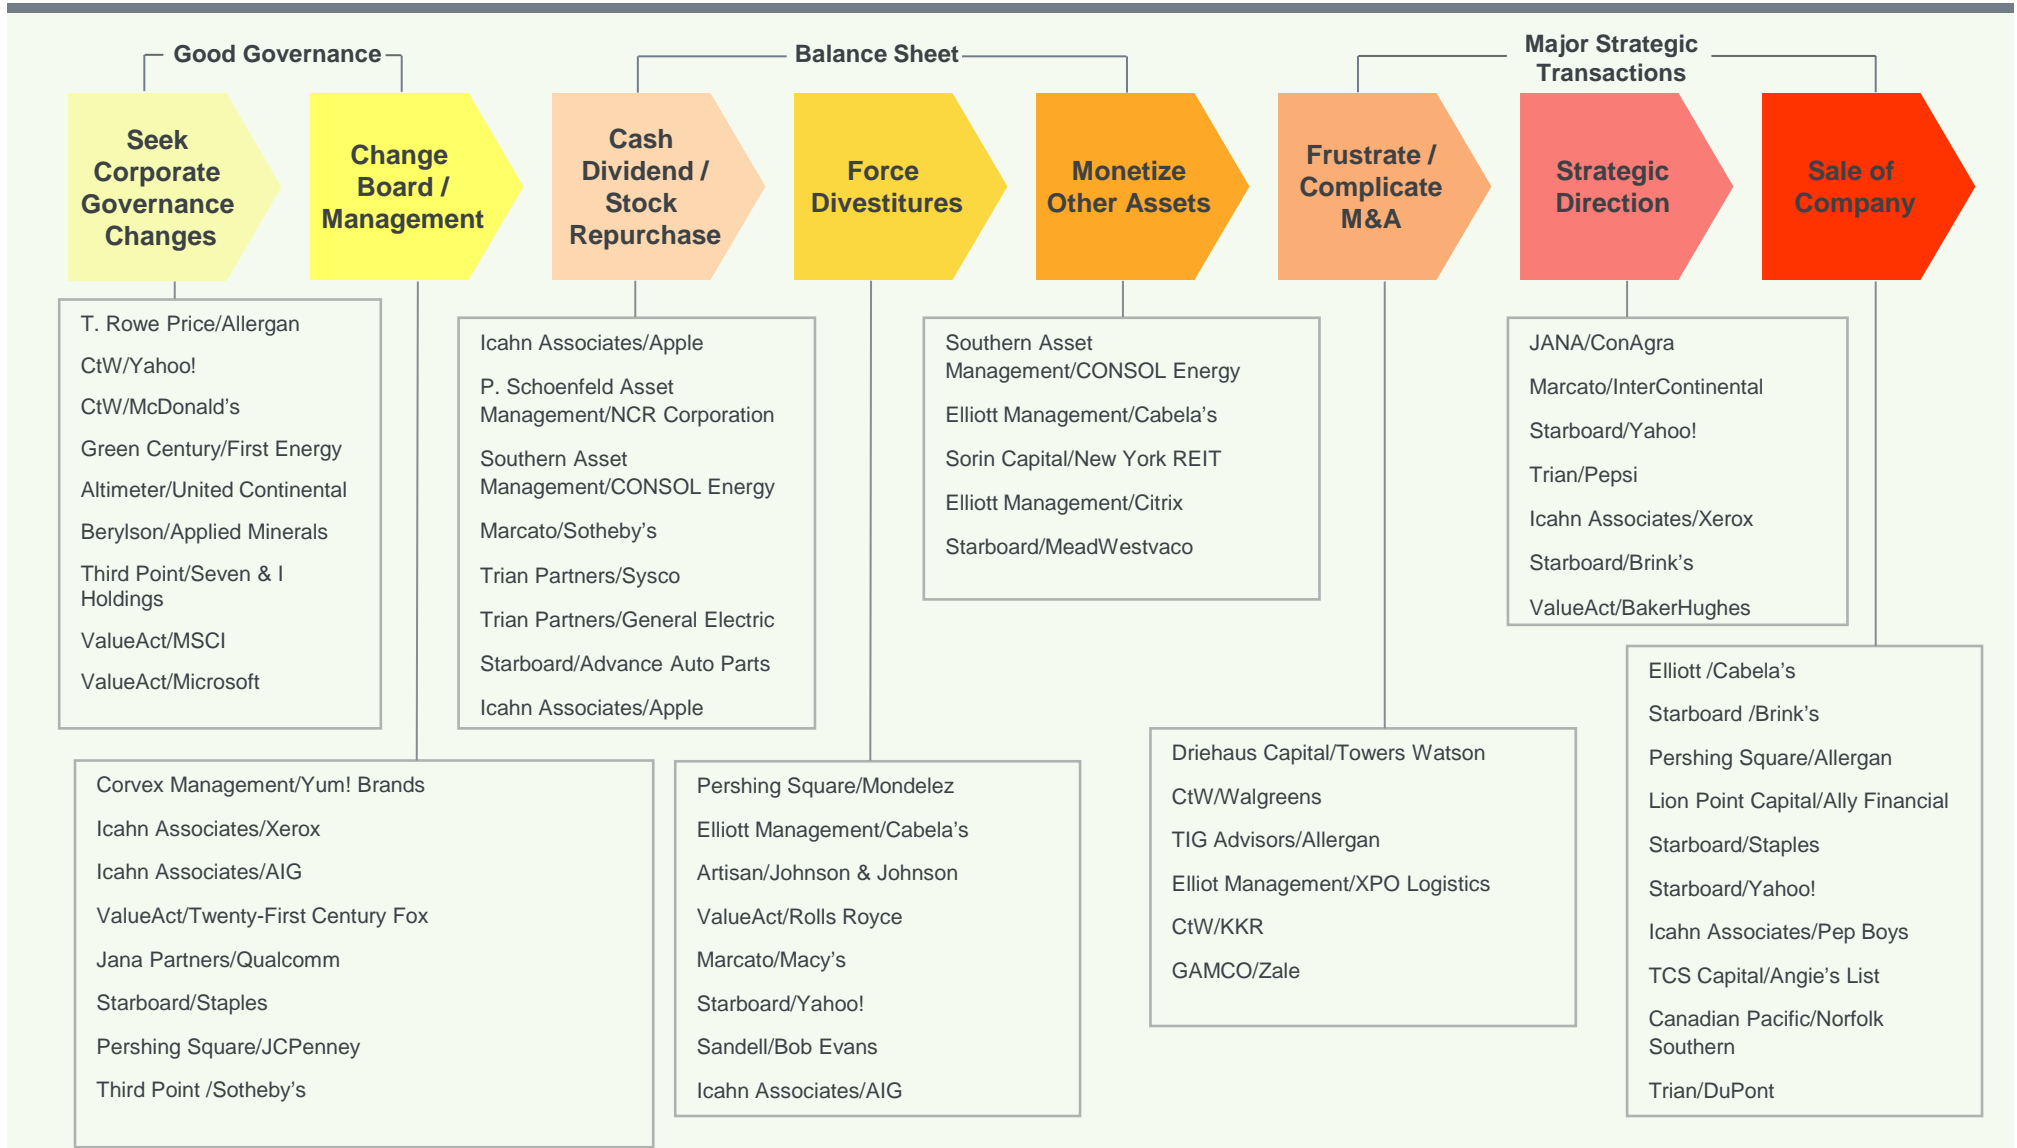 Good Governance
Balance Sheet
Major Strategic
Transactions
Seek
Corporate
Governance
Changes
Change
Board /
Management
Cash
Dividend /
Stock
Repurchase
Force
Divestitures
Monetize
Other Assets
Frustrate /
Complicate
M&A
Strategic
Direction
Sale of
Company
T. Rowe Price/Allergan
CtW/Yahoo!
CtW/McDonald’s
Green Century/First Energy
Altimeter/United Continental
Berylson/Applied Minerals
Third Point/Seven & I
Holdings
ValueAct/MSCI
ValueAct/Microsoft
Corvex Management/Yum! Brands
Icahn Associates/Xerox
Icahn Associates/AIG
ValueAct/Twenty-First Century Fox
Jana Partners/Qualcomm
Starboard/Staples
Pershing Square/JCPenney
Third Point /Sotheby’s
Icahn Associates/Apple
P. Schoenfeld Asset
Management/NCR Corporation
Southern Asset
Management/CONSOL Energy
Marcato/Sotheby’s
Trian Partners/Sysco
Trian Partners/General Electric
Starboard/Advance Auto Parts
Icahn Associates/Apple
Pershing Square/Mondelez
Elliott Management/Cabela’s
Artisan/Johnson & Johnson
ValueAct/Rolls Royce
Marcato/Macy’s
Starboard/Yahoo!
Sandell/Bob Evans
Icahn Associates/AIG
Southern Asset
Management/CONSOL Energy
Elliott Management/Cabela’s
Sorin Capital/New York REIT
Elliott Management/Citrix
Starboard/MeadWestvaco
Driehaus Capital/Towers Watson
CtW/Walgreens
TIG Advisors/Allergan
Elliot Management/XPO Logistics
CtW/KKR
GAMCO/Zale
JANA/ConAgra
Marcato/InterContinental
Starboard/Yahoo!
Trian/Pepsi
Icahn Associates/Xerox
Starboard/Brink’s
ValueAct/BakerHughes
Elliott /Cabela’s
Starboard /Brink’s
Pershing Square/Allergan
Lion Point Capital/Ally Financial
Starboard/Staples
Starboard/Yahoo!
Icahn Associates/Pep Boys
TCS Capital/Angie’s List
Canadian Pacific/Norfolk
Southern
Trian/DuPont